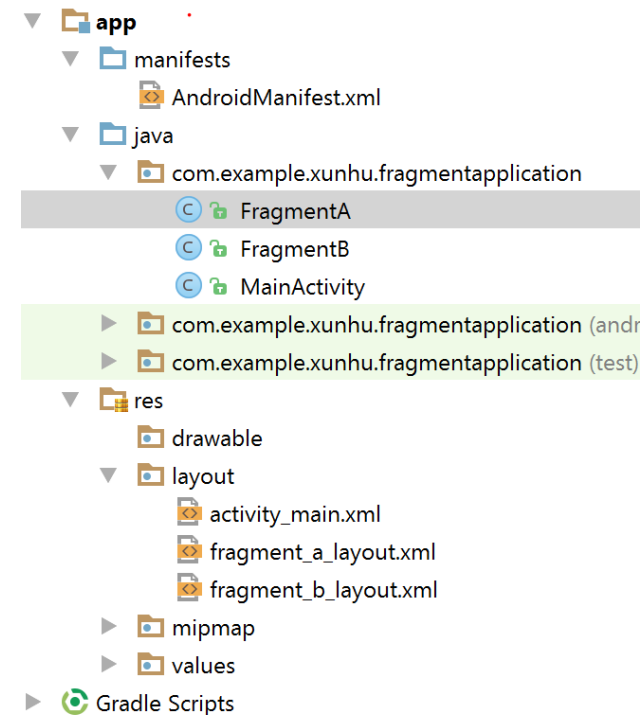 app
manifests
AndroidManifest.xml
java
com.example.xunhu.fragmentapplication
C FragmentA
C FragmentB
C MainActivity
com.example.xunhu.fragmentapplication (andr
com.example.xunhu.fragmentapplication (test)
res
drawable
layout
activity_main.xml
fragment_a_layout.xml
fragment_b_layout.xml
mipmap
values
Gradle Scripts